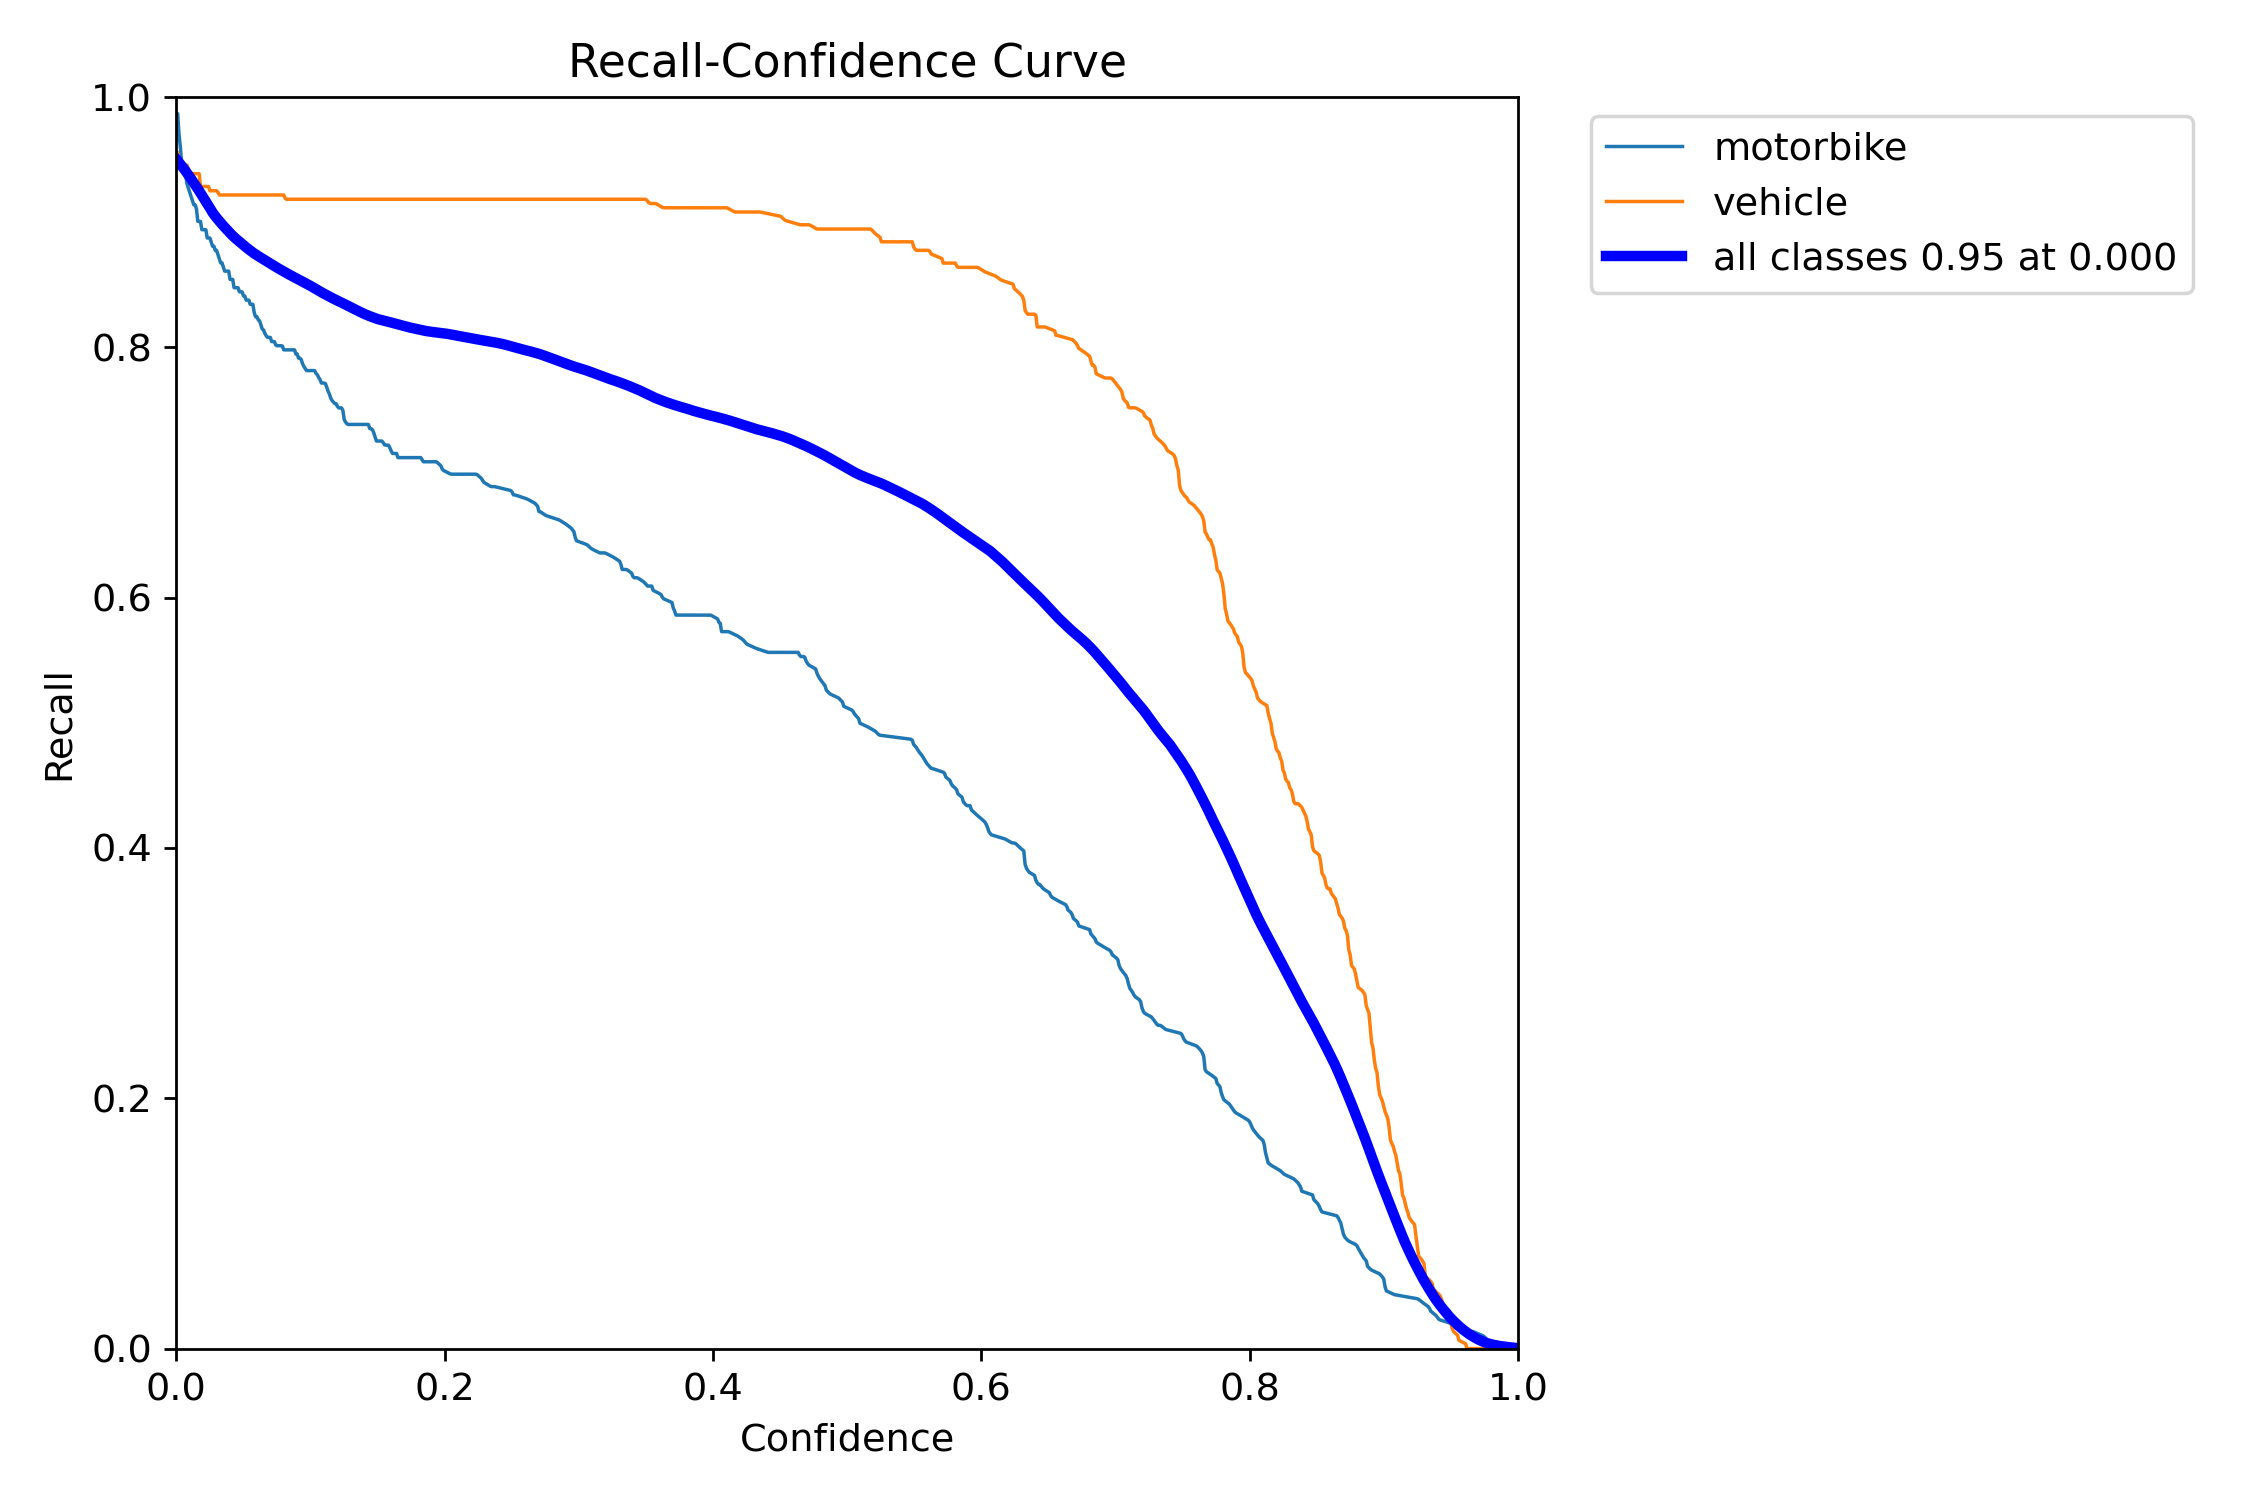 Recall-Confidence Curve
1.0
0.8
0.6
0.4
0.2
0.0
Recall
0.0 0.2 0.4 0.6 0.8 1.0
Confidence
motorbike
vehicle
all classes 0.95 at 0.000